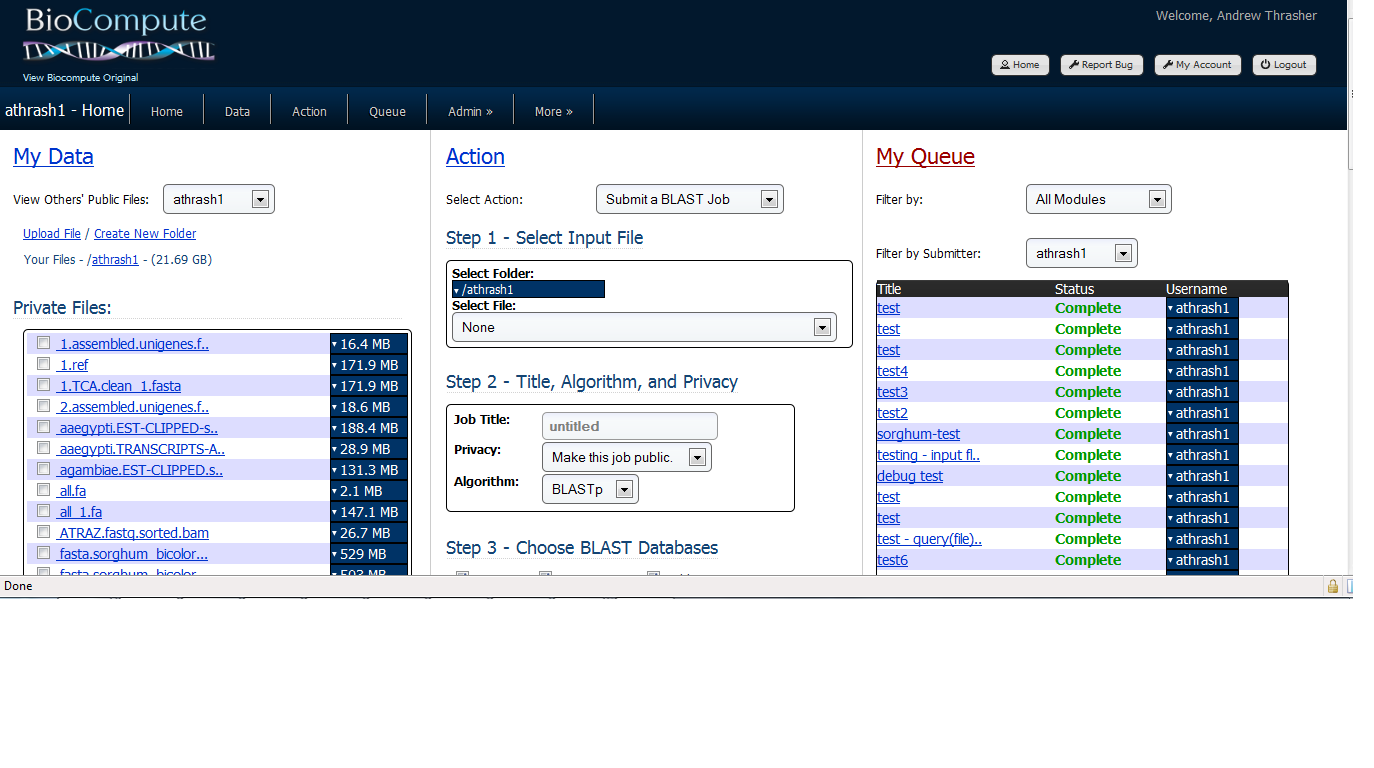 BioCompute
View Biocompute Original
Welcome, Andrew Thrasher
Home
Report Bug
My Account
Logout
athrash1 - Home
Home
Data
Action
Queue
Admin »
More »
My Data
View Others' Public Files:
athrash1
Upload File / Create New Folder
Your Files - /athrash1 - (21.69 GB)
Private Files:
1.assembled.unigenes.f.. 16.4 MB
1.ref 171.9 MB
1.TCA.clean_1.fasta 171.9 MB
2.assembled.unigenes.f.. 18.6 MB
aaegypti.EST-CLIPPED-s.. 188.4 MB
aaegypti.TRANSCRIPTS-A.. 28.9 MB
agambiae.EST-CLIPPED.s.. 131.3 MB
all.fa 2.1 MB
all_1.fa 147.1 MB
ATRAZ.fastq.sorted.bam 26.7 MB
fasta.sorghum_bicolor... 529 MB
fasta.sorghum_bicolor... 503 MB
Action
Select Action:
Submit a BLAST Job
Step 1 - Select Input File
Select Folder:
/athrash1
Select File:
None
Step 2 - Title, Algorithm, and Privacy
Job Title:
untitled
Privacy:
Make this job public.
Algorithm:
BLASTp
Step 3 - Choose BLAST Databases
My Queue
Filter by:
All Modules
Filter by Submitter:
athrash1
Title Status Username
test Complete athrash1
test Complete athrash1
test Complete athrash1
test4 Complete athrash1
test3 Complete athrash1
test2 Complete athrash1
sorghum-test Complete athrash1
testing - input fl.. Complete athrash1
debug test Complete athrash1
test Complete athrash1
test Complete athrash1
test - query(file).. Complete athrash1
test6 Complete athrash1
Done